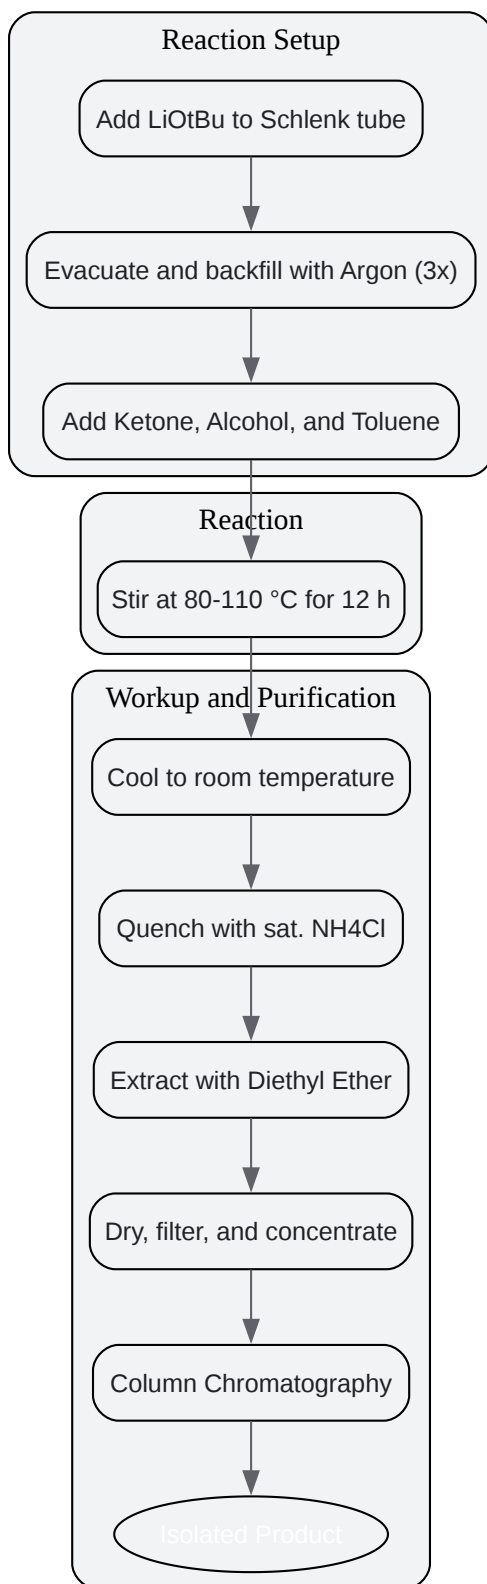 Reaction Setup
Add LiOtBu to Schlenk tube
Evacuate and backfill with Argon (3x)
Add Ketone, Alcohol, and Toluene
Reaction
Stir at 80-110 °C for 12 h
Workup and Purification
Cool to room temperature
Quench with sat. NH4Cl
Extract with Diethyl Ether
Dry, filter, and concentrate
Column Chromatography
Isolated Product